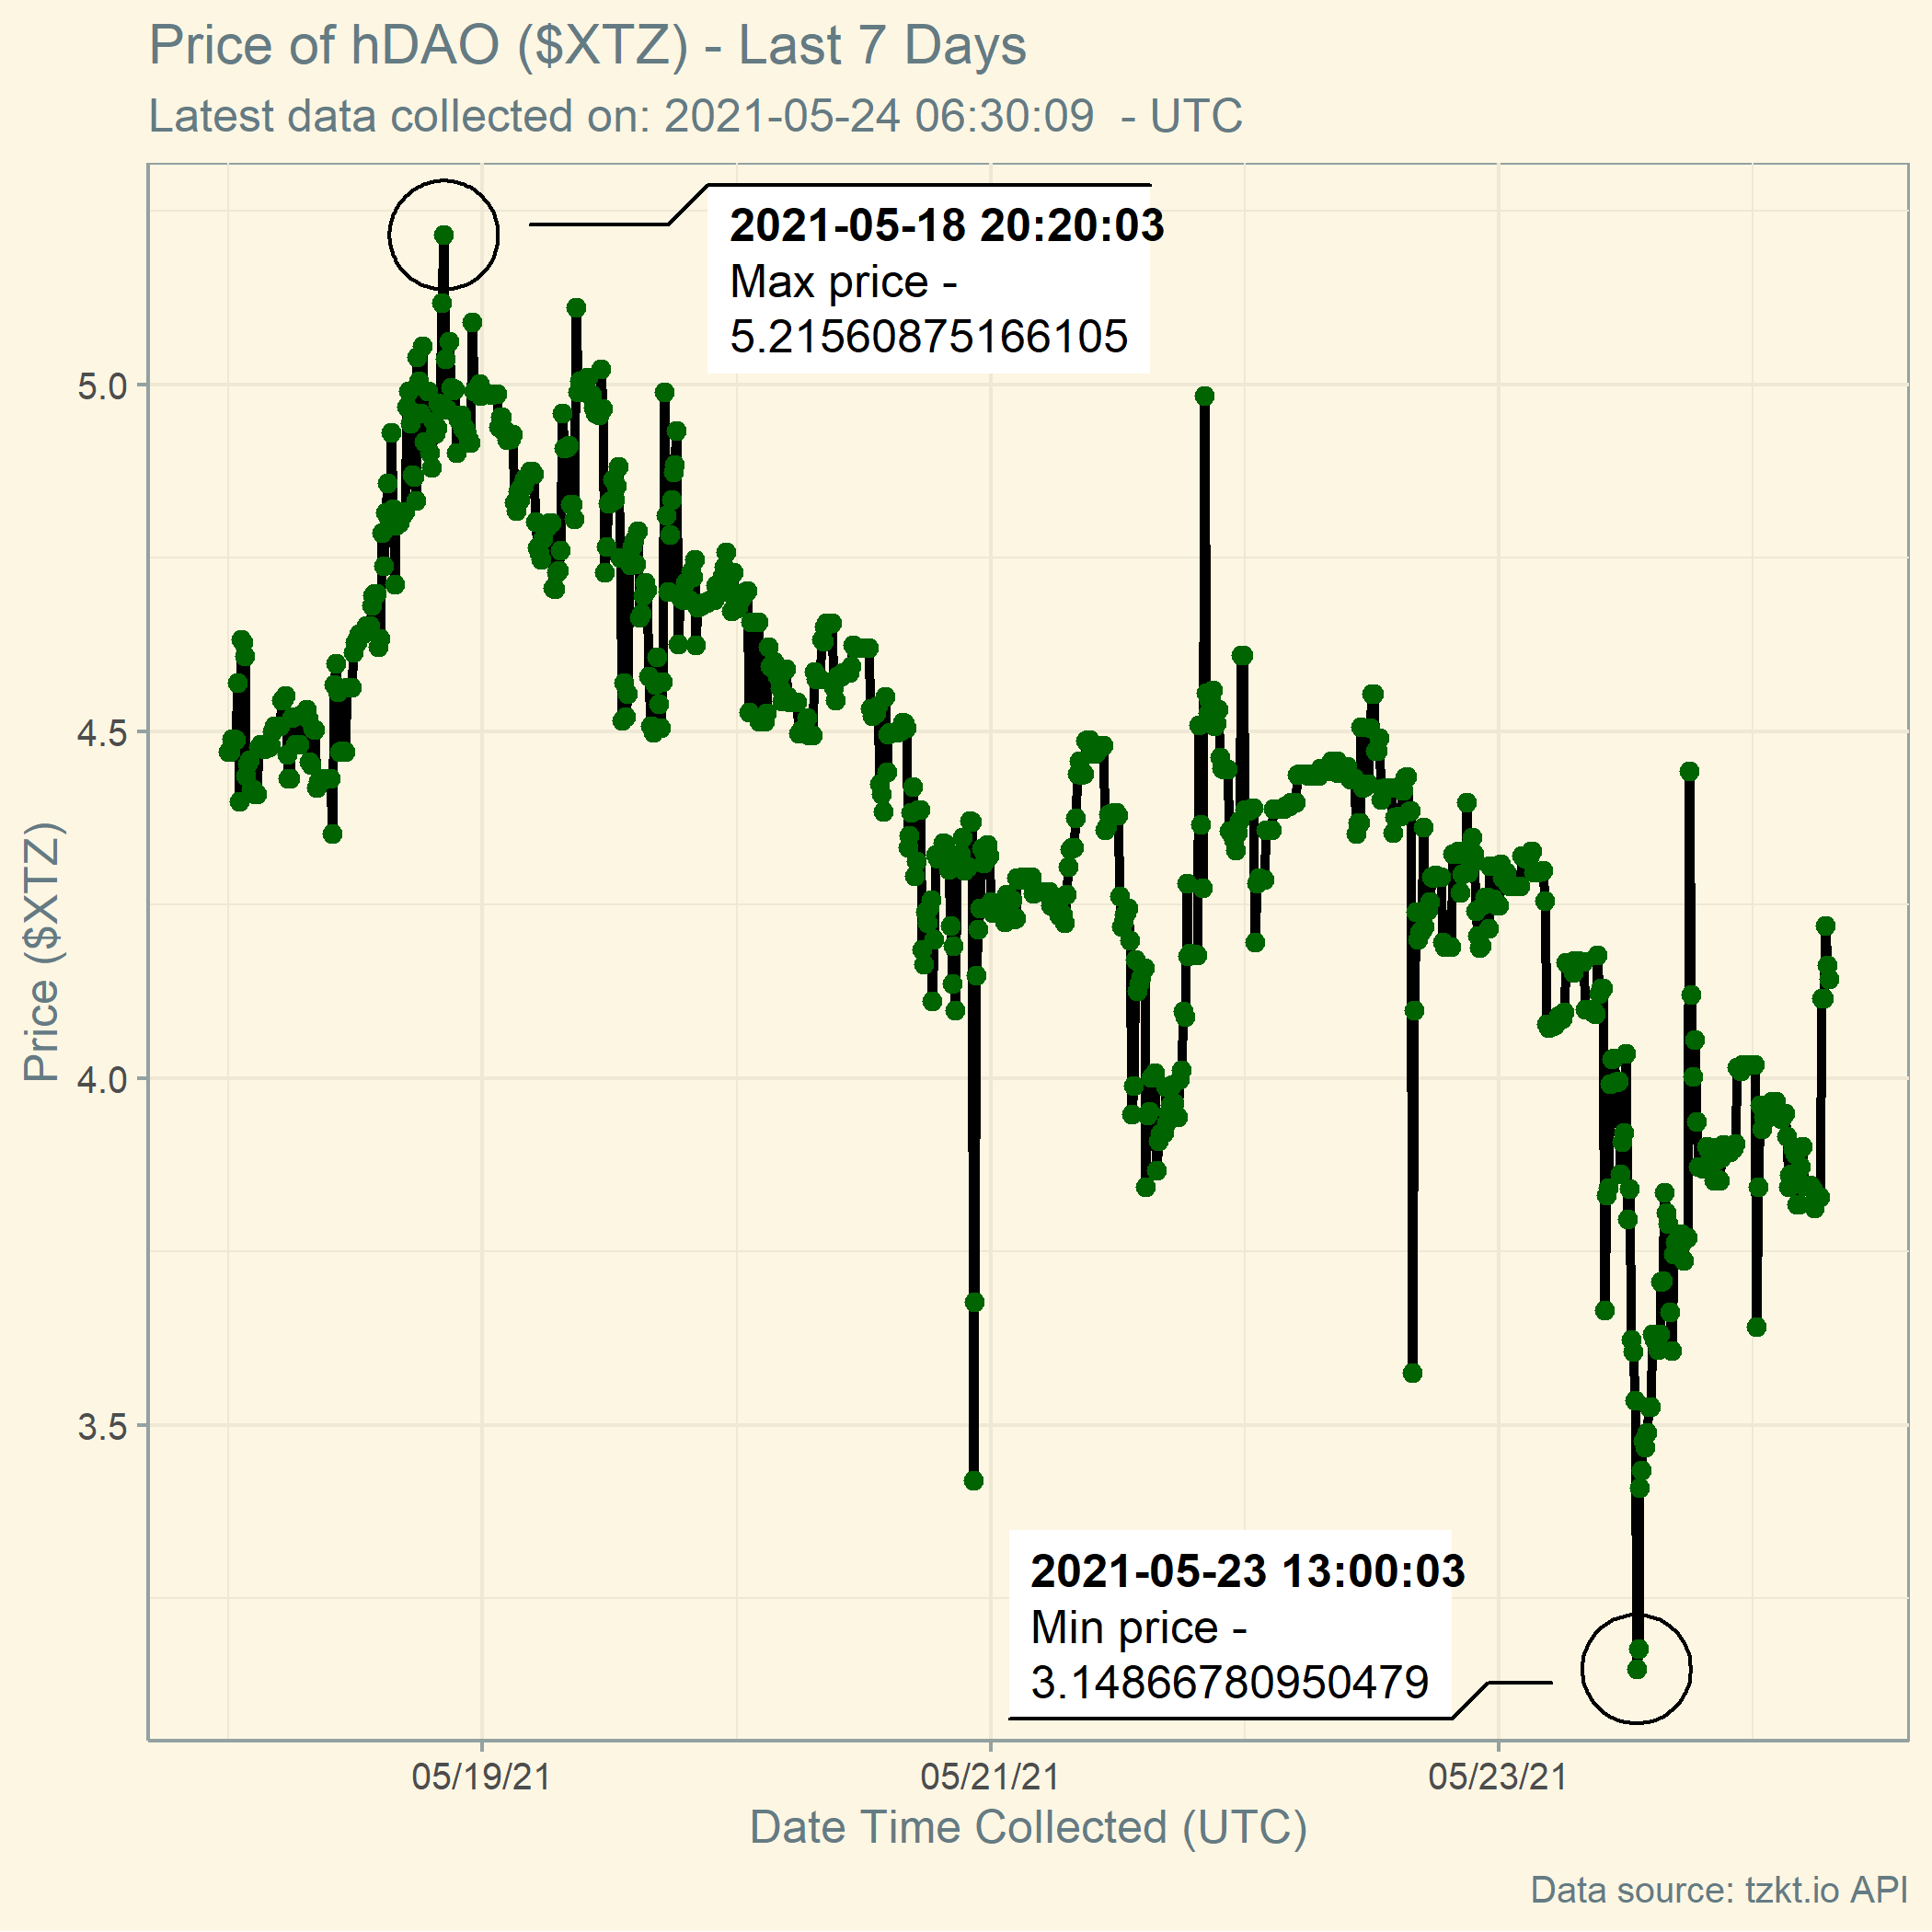 Price of hDAO ($XTZ) - Last 7 Days
Latest data collected on: 2021-05-24 06:30:09  - UTC
2021-05-18 20:20:03
Max price -
5.21560875166105
5.0
4.5
4.0
3.5
Price ($XTZ)
2021-05-23 13:00:03
Min price -
3.14866780950479
05/19/21
05/21/21
05/23/21
Date Time Collected (UTC)
Data source: tzkt.io API